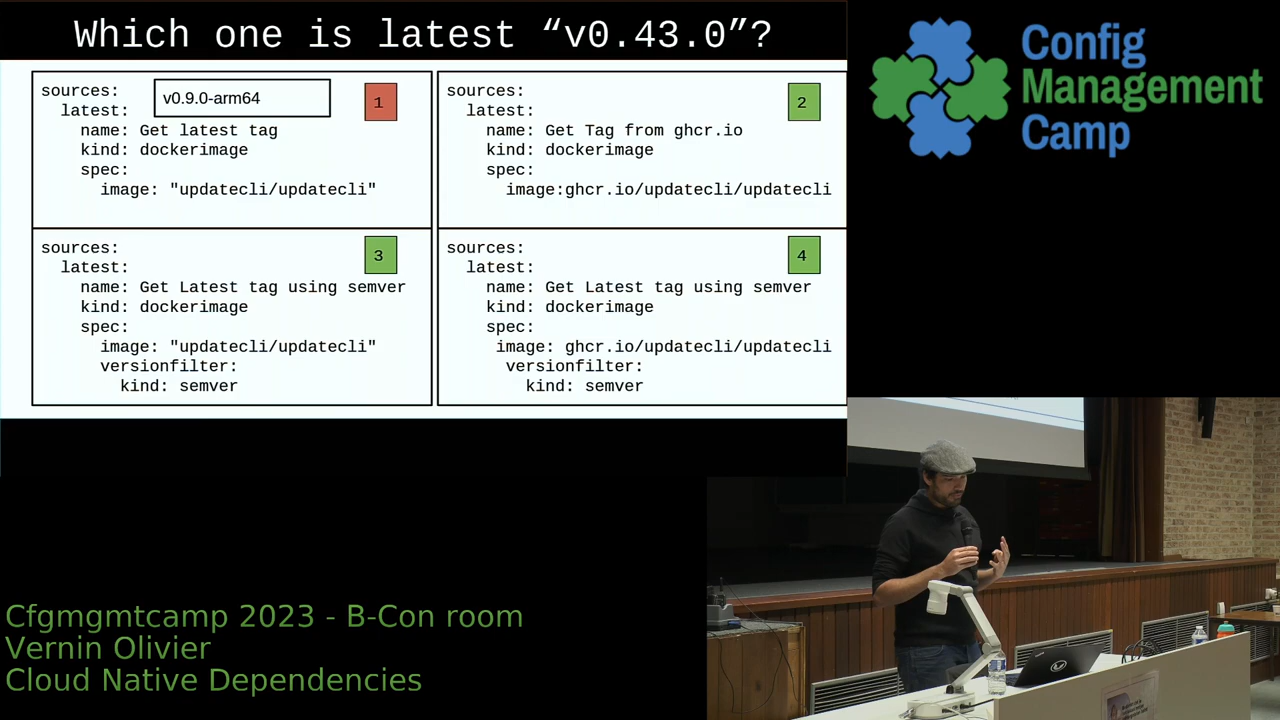 Which one is latest “v0.43.0”?
sources:
latest:
v0.9.0-arm64
1
name: Get latest tag
kind: dockerimage
spec:
image: "updatecli/updatecli"
sources:
latest:
2
name: Get Tag from ghcr.io
kind: dockerimage
spec:
image:ghcr.io/updatecli/updatecli
sources:
latest:
3
name: Get Latest tag using semver
kind: dockerimage
spec:
image: "updatecli/updatecli"
versionfilter:
kind: semver
sources:
latest:
4
name: Get Latest tag using semver
kind: dockerimage
spec:
image: ghcr.io/updatecli/updatecli
versionfilter:
kind: semver
Config
Management
Camp
Cfgmgmtcamp 2023 - B-Con room
Vernin Olivier
Cloud Native Dependencies